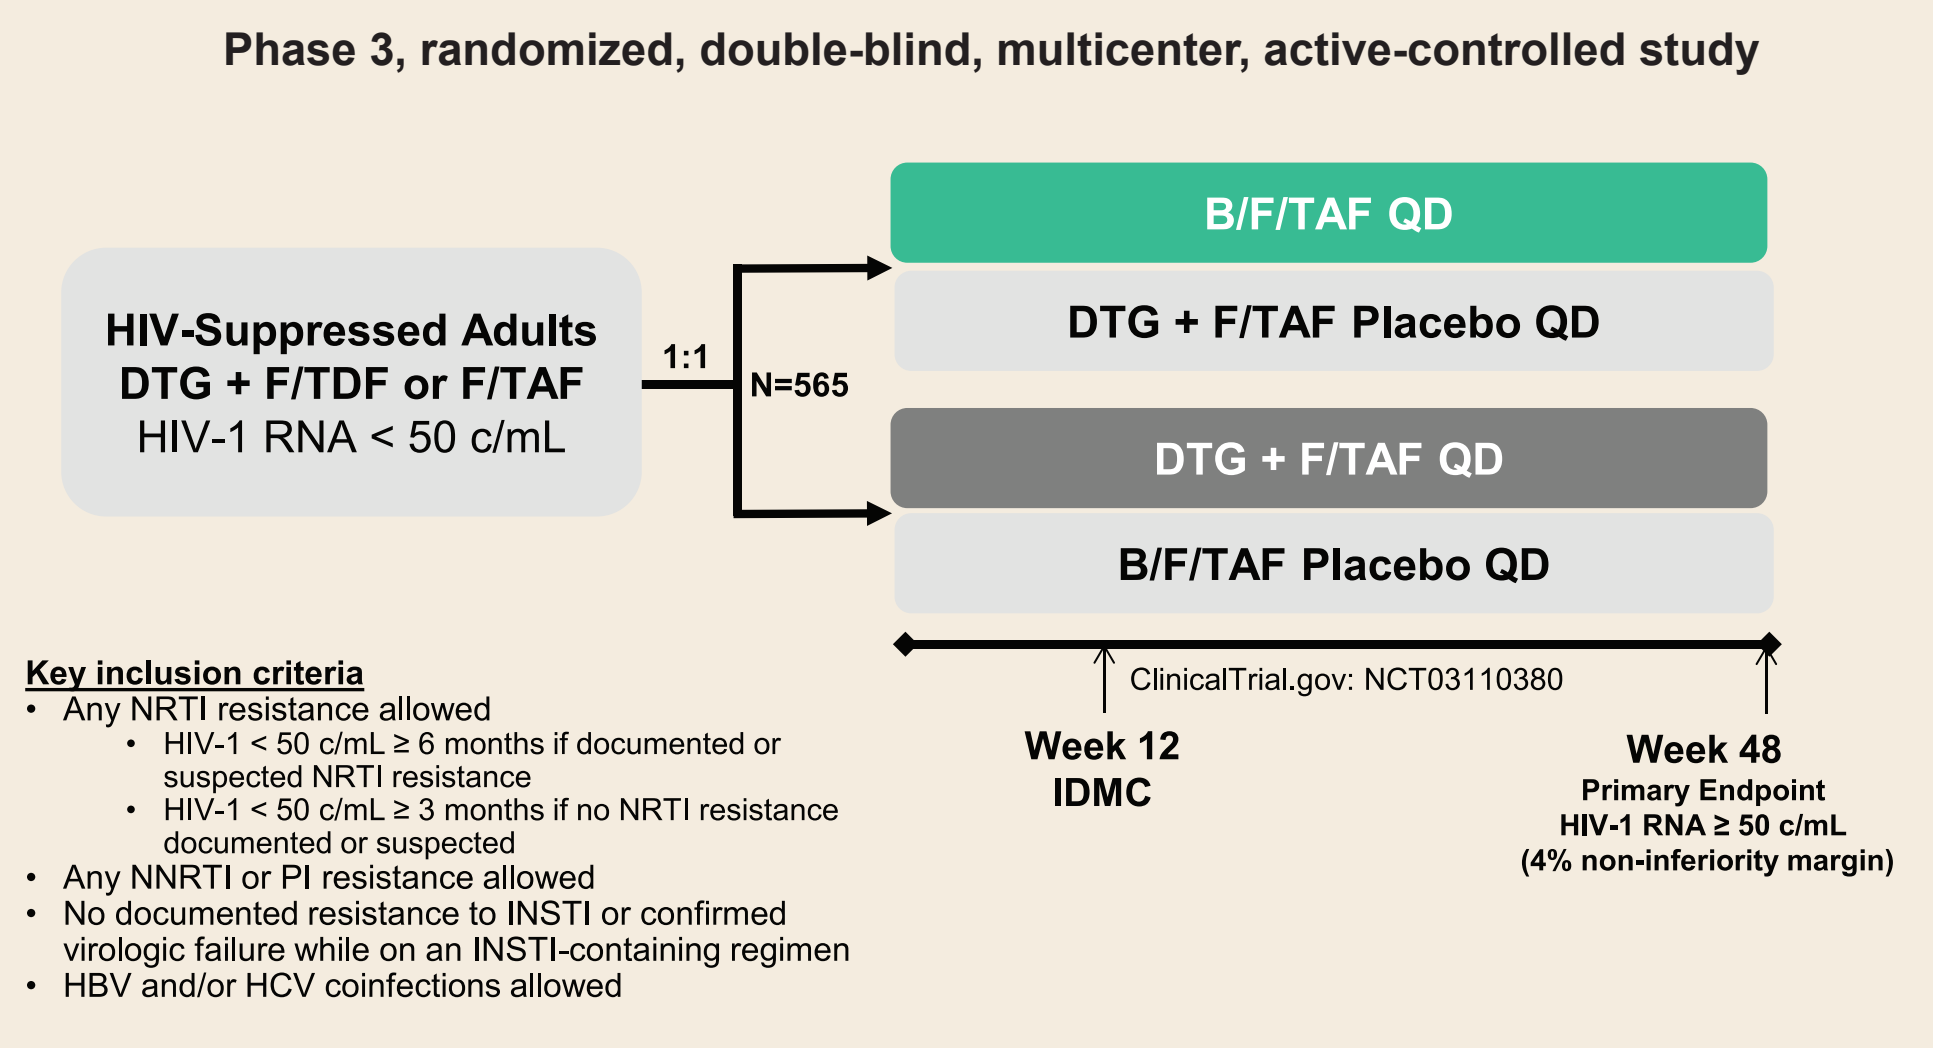 Phase 3, randomized, double-blind, multicenter, active-controlled study
HIV-Suppressed Adults
DTG + F/TDF or F/TAF
HIV-1 RNA < 50 c/mL
1:1
N=565
B/F/TAF QD
DTG + F/TAF Placebo QD
DTG + F/TAF QD
B/F/TAF Placebo QD
ClinicalTrial.gov: NCT03110380
Week 12
IDMC
Week 48
Primary Endpoint
HIV-1 RNA ≥ 50 c/mL
(4% non-inferiority margin)
Key inclusion criteria
• Any NRTI resistance allowed
• HIV-1 < 50 c/mL ≥ 6 months if documented or
suspected NRTI resistance
• HIV-1 < 50 c/mL ≥ 3 months if no NRTI resistance
documented or suspected
• Any NNRTI or PI resistance allowed
• No documented resistance to INSTI or confirmed
virologic failure while on an INSTI-containing regimen
• HBV and/or HCV coinfections allowed